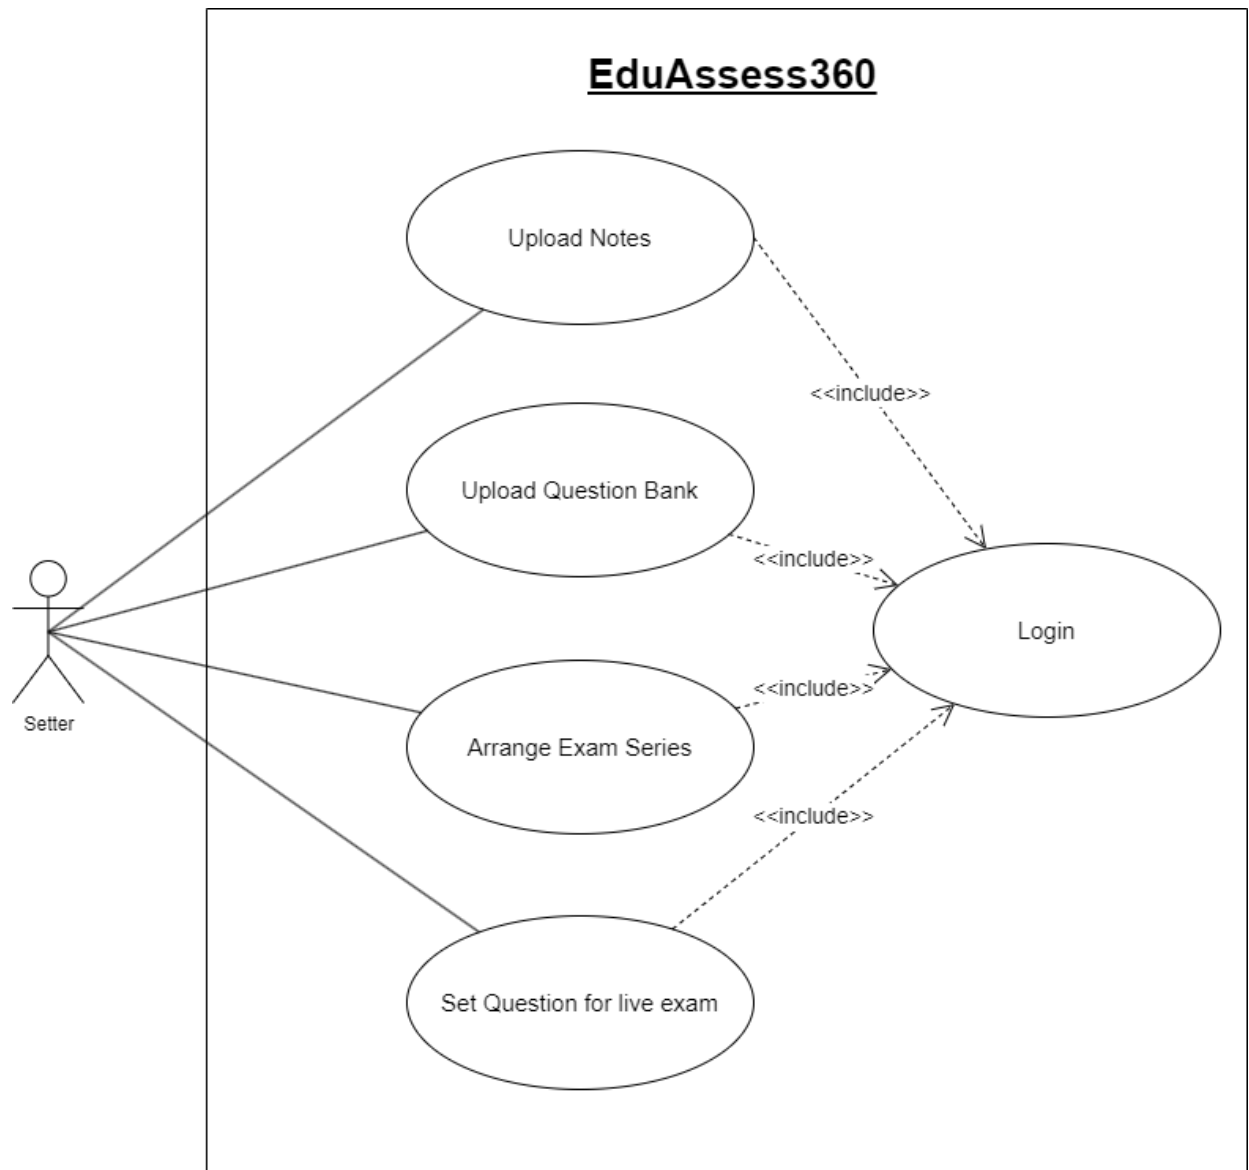 EduAssess360
Upload Notes
<<include>>
Upload Question Bank
<<include>>
Login
Setter
<<include>>
Arrange Exam Series
<<include>>
Set Question for live exam